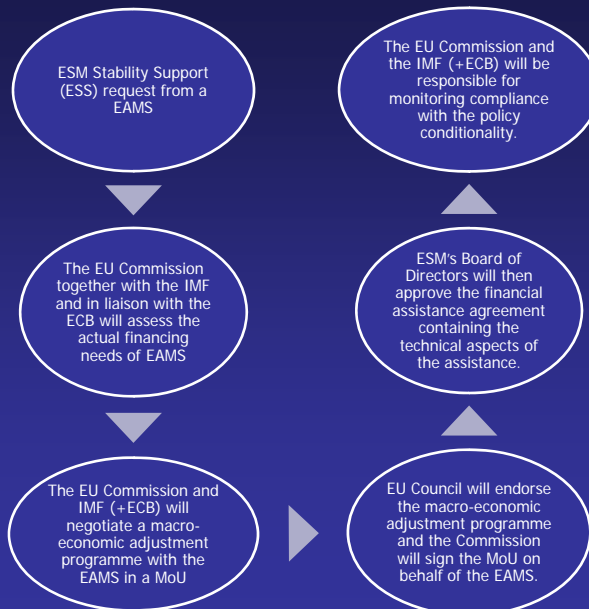 ESM Stability Support
(ESS) request from a
EAMS
The EU Commission
together with the IMF
and in liaison with the
ECB will assess the
actual financing
needs of EAMS
The EU Commission and
IMF (+ECB) will
negotiate a macro-
economic adjustment
programme with the
EAMS in a MoU
EU Council will endorse
the macro-economic
adjustment programme
and the Commission
will sign the MoU on
behalf of the EAMS.
ESM's Board of
Directors will then
approve the financial
assistance agreement
containing the
technical aspects of
the assistance.
The EU Commission and
the IMF (+ECB) will be
responsible for
monitoring compliance
with the policy
conditionality.